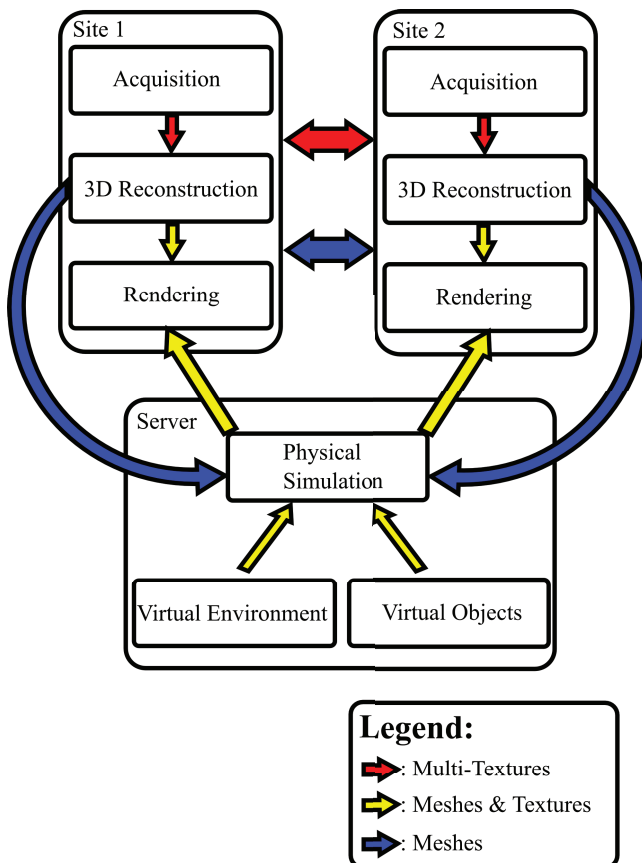 Site 1
Acquisition
3D Reconstruction
Rendering
Site 2
Acquisition
3D Reconstruction
Rendering
Server
Physical
Simulation
Virtual Environment
Virtual Objects
Legend:
: Multi-Textures
: Meshes & Textures
: Meshes